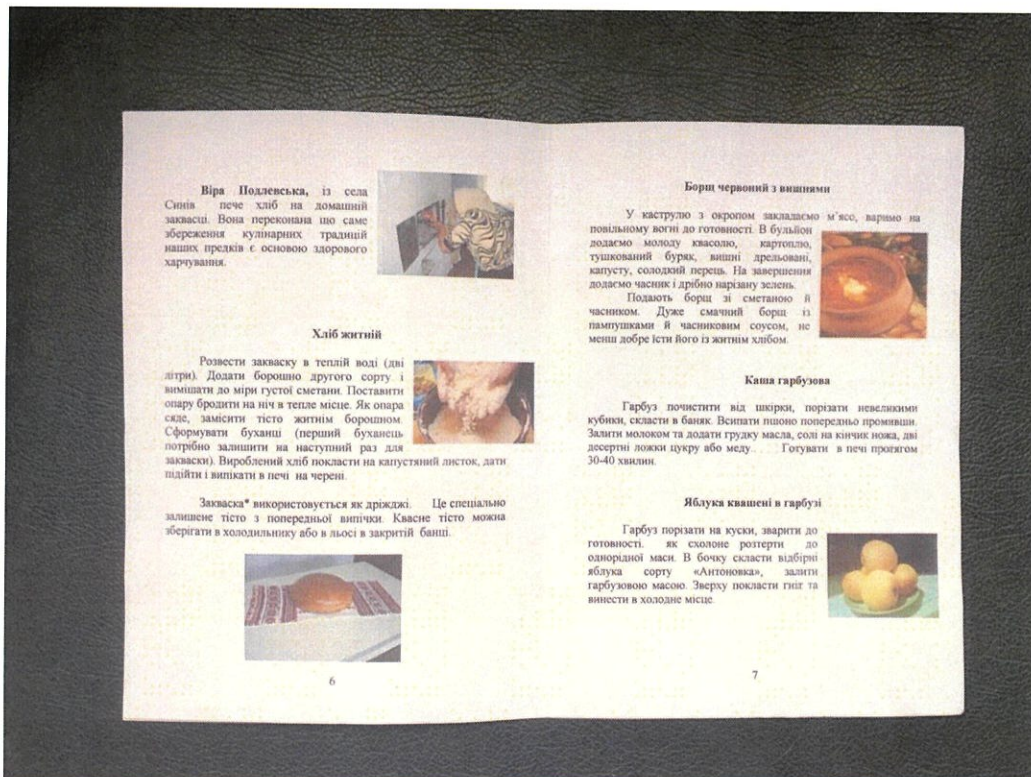 Віра Подлевська, із села
Синів пече хліб на домашній
заквасці. Вона переконана що саме
збереження кулінарних традицій
наших предків є основою здорового
харчування.
Хліб житній
Розвести закваску в теплій воді (дві
літри). Додати борошно другого сорту і
вимішати до міри густої сметани. Поставити
опару бродити на ніч в тепле місце. Як опара
сяде, замісити тісто житнім борошном.
Сформувати буханці (перший буханець
потрібно залишити на наступний раз для
закваски). Вироблений хліб покласти на капустяний листок, дати
підійти і випікати в печі на черені.
Закваска* використовується як дріжджі. Це спеціально
залишене тісто з попередньої випічки. Квасне тісто можна
зберігати в холодильнику або в льосі в закритій банці.
6
Борщ червоний з вишнями
У каструлю з окропом закладаємо м'ясо, варимо на
повільному вогні до готовності. В бульйон
додаємо молоду квасолю, картоплю,
тушкований буряк, вишні дрельовані,
капусту, солодкий перець. На завершення
додаємо часник і дрібно нарізану зелень.
Подають борщ зі сметаною й
часником. Дуже смачний борщ із
пампушками й часниковим соусом, не
менш добре їсти його із житнім хлібом.
Каша гарбузова
Гарбуз почистити від шкірки, порізати невеликими
кубики, скласти в баняк. Всипати пшоно попередньо промивши.
Залити молоком та додати грудку масла, солі на кінчик ножа, дві
десертні ложки цукру або меду.... Готувати в печі протягом
30-40 хвилин.
Яблука квашені в гарбузі
Гарбуз порізати на куски, зварити до
готовності. як схолоне розтерти до
однорідної маси. В бочку скласти відбірні
яблука сорту «Антоновка», залити
гарбузовою масою. Зверху покласти гніт та
винести в холодне місце.
7